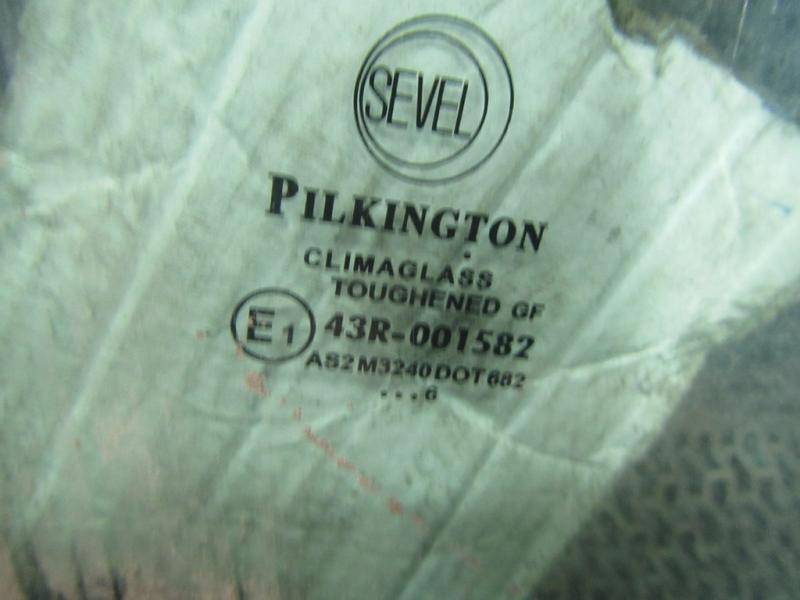 SEVEL
PILKINGTON
CLIMAGLASS
TOUGHENED GF
E1 43R-001582
AS2 M3240 DOT 682
...6